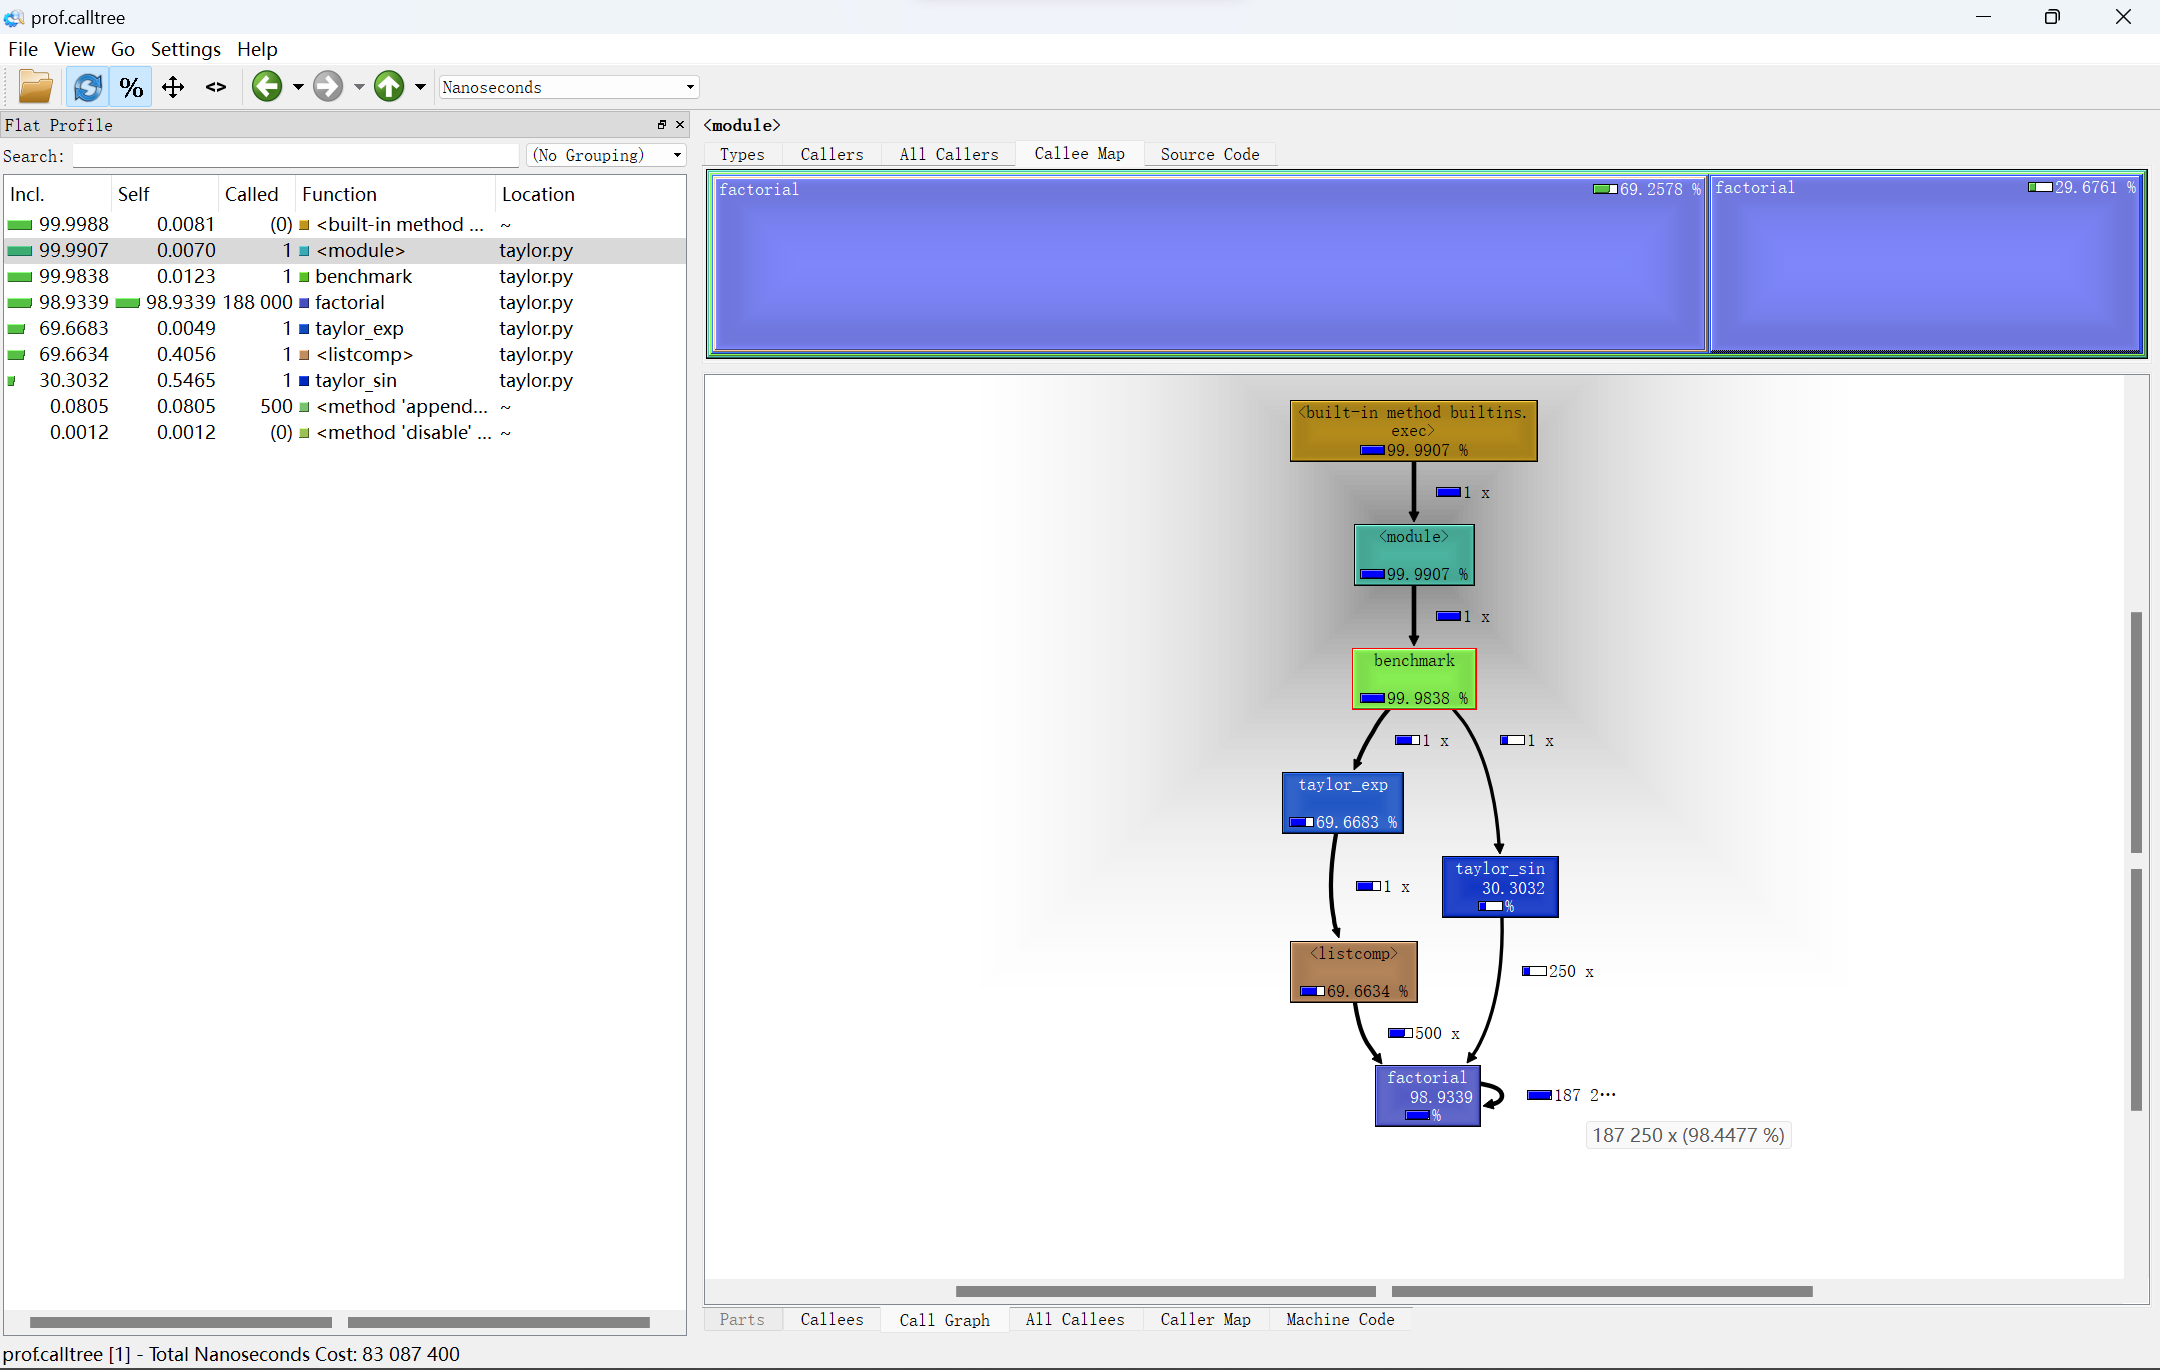 prof.calltree
File View Go Settings Help
% <> Nanoseconds
Flat Profile
Search: (No Grouping)
Incl. Self Called Function Location
99.9988 0.0081 (0) <built-in method ... ~
99.9907 0.0070 1 <module> taylor.py
99.9838 0.0123 1 benchmark taylor.py
98.9339 98.9339 188 000 factorial taylor.py
69.6683 0.0049 1 taylor_exp taylor.py
69.6634 0.4056 1 <listcomp> taylor.py
30.3032 0.5465 1 taylor_sin taylor.py
0.0805 0.0805 500 <method 'append... ~
0.0012 0.0012 (0) <method 'disable' ... ~
<module>
Types Callers All Callers Callee Map Source Code
factorial 69.2578 % factorial 29.6761 %
<built-in method builtins.
exec>
99.9907 %
1 x
<module>
99.9907 %
1 x
benchmark
99.9838 %
1 x 1 x
taylor_exp
69.6683 %
taylor_sin
30.3032
%
1 x
<listcomp>
69.6634 %
250 x
500 x
factorial
98.9339
%
187 2…
187 250 x (98.4477 %)
Parts Callees Call Graph All Callees Caller Map Machine Code
prof.calltree [1] - Total Nanoseconds Cost: 83 087 400